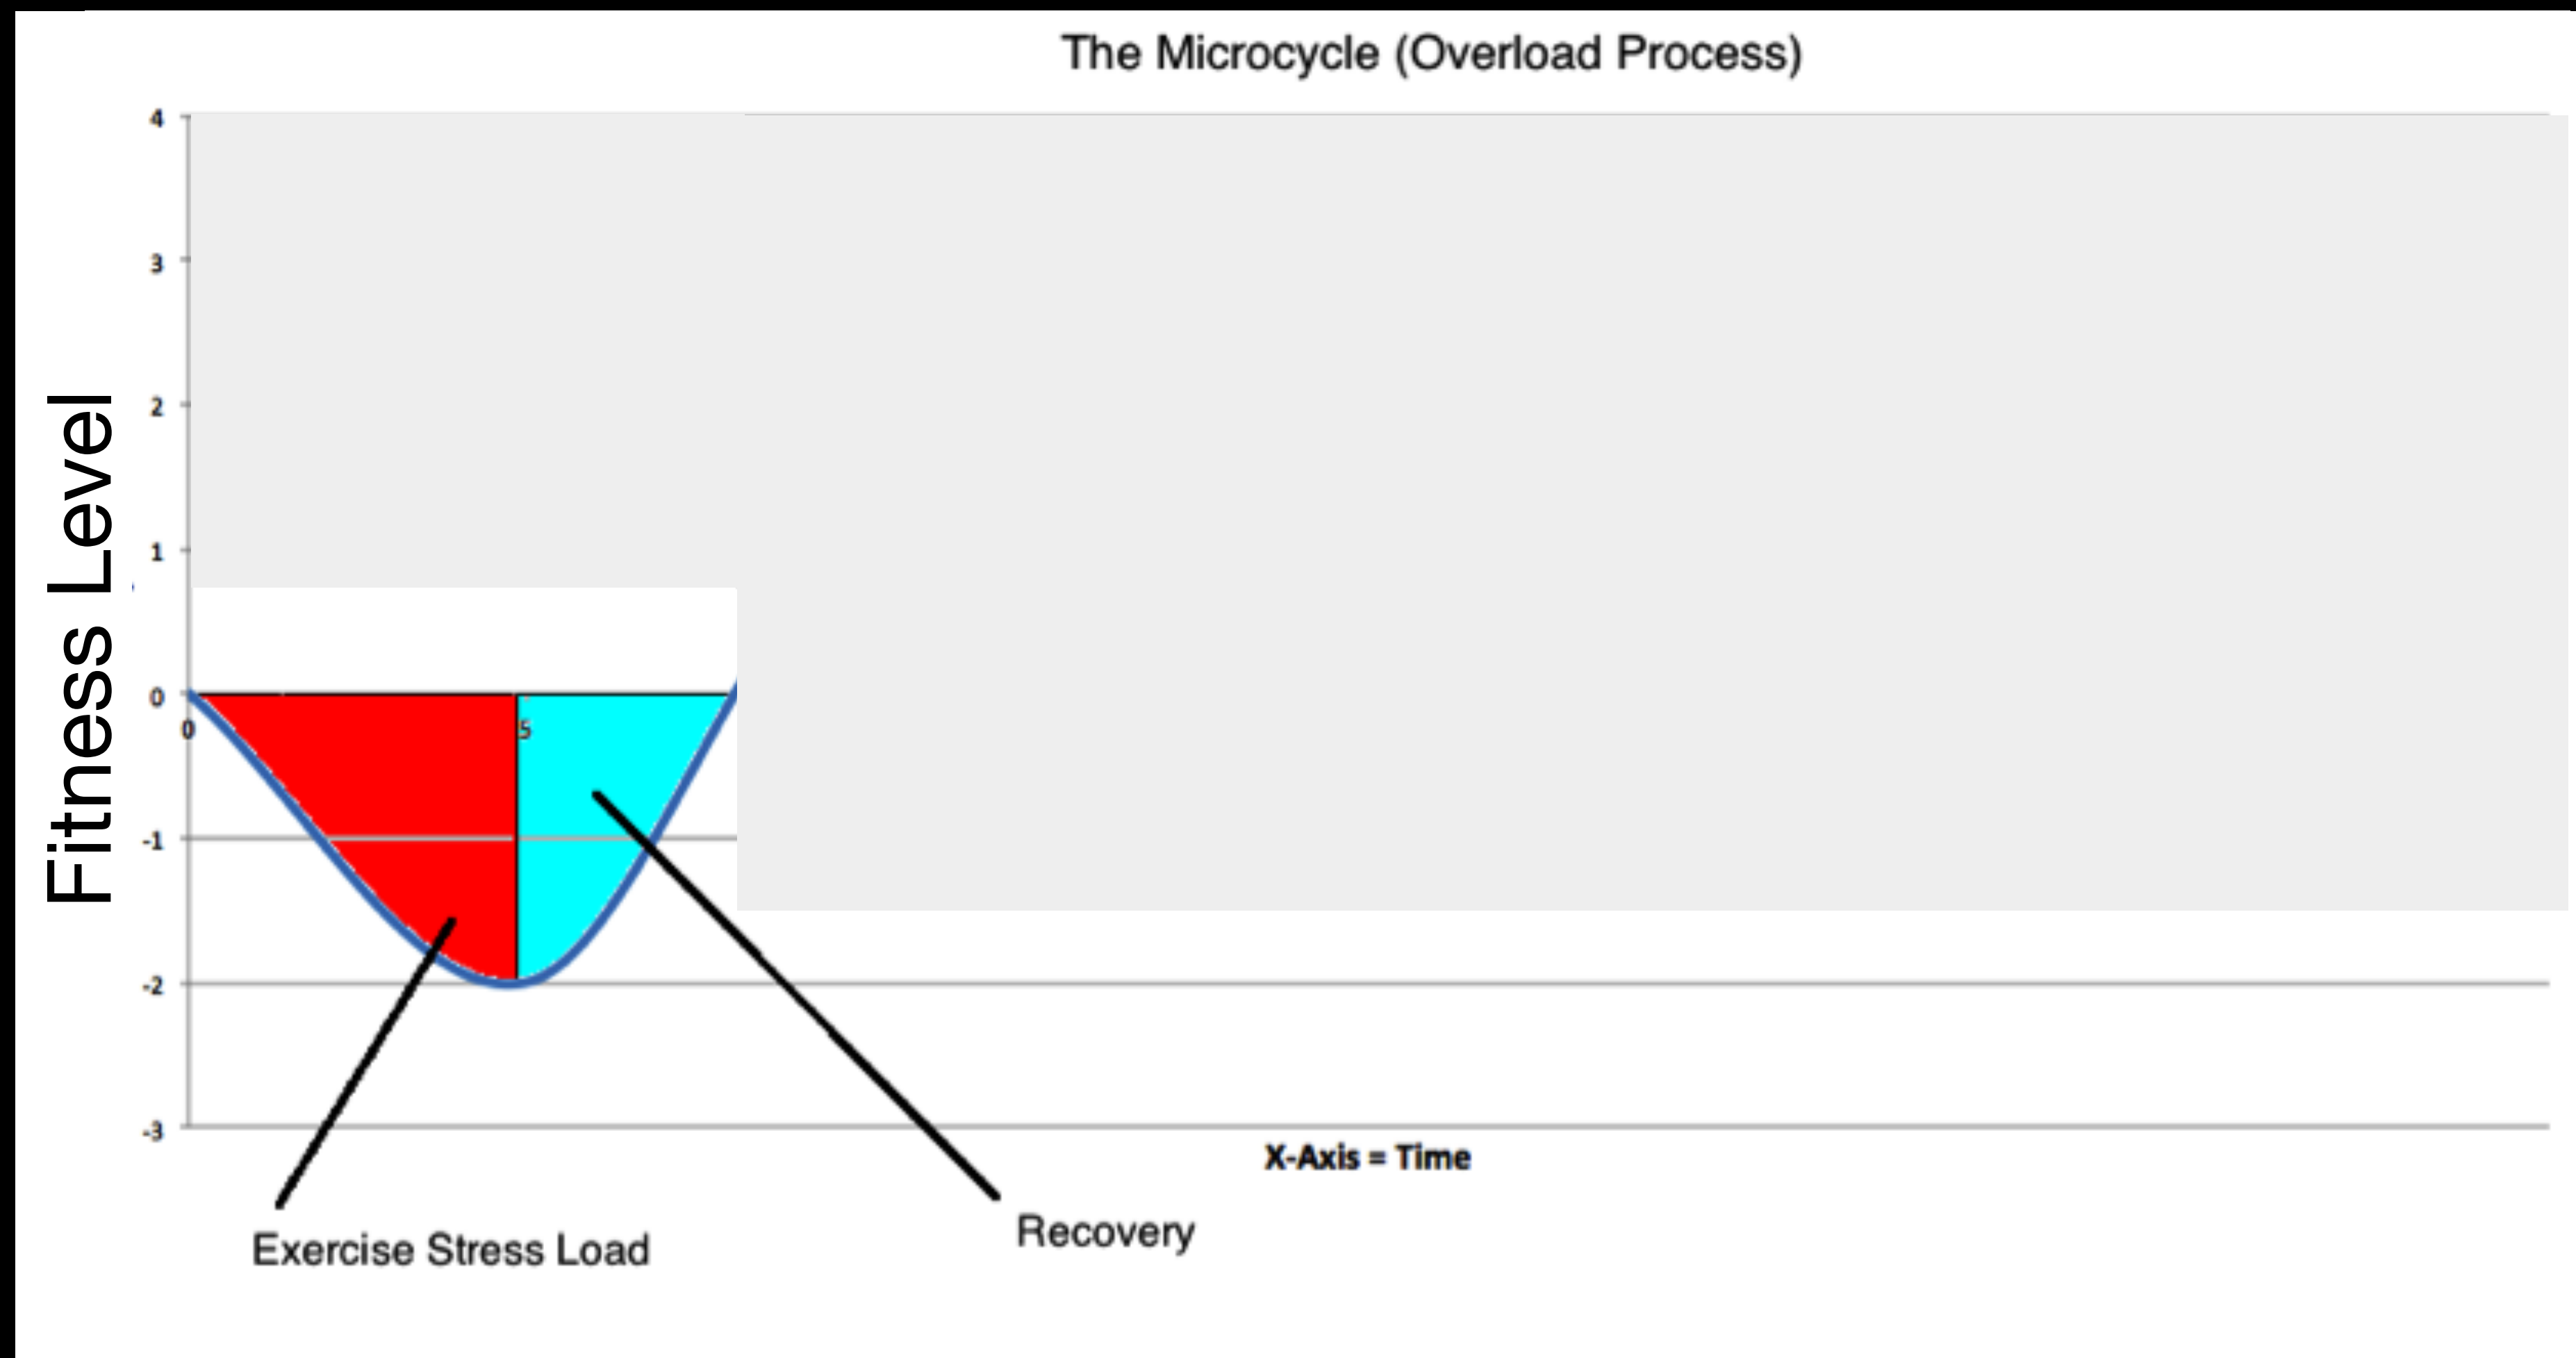 The Microcycle (Overload Process)
Fitness Level
4
3
2
1
0
-1
-2
-3
0
5
X-Axis = Time
Exercise Stress Load
Recovery